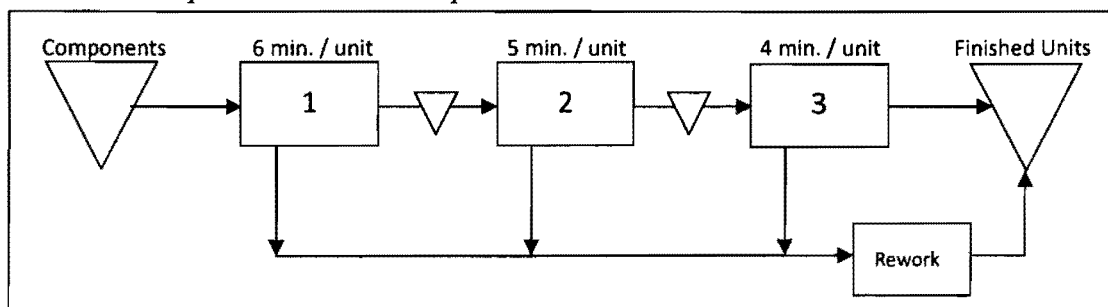 Components
6 min. / unit
5 min. / unit
4 min. / unit
Finished Units
1
2
3
Rework